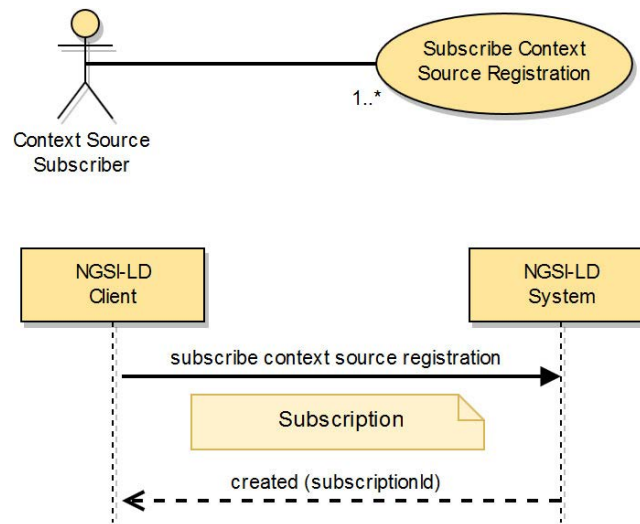 Subscribe Context
Source Registration
1..*
Context Source
Subscriber
NGSI-LD
Client
NGSI-LD
System
subscribe context source registration
Subscription
created (subscriptionId)